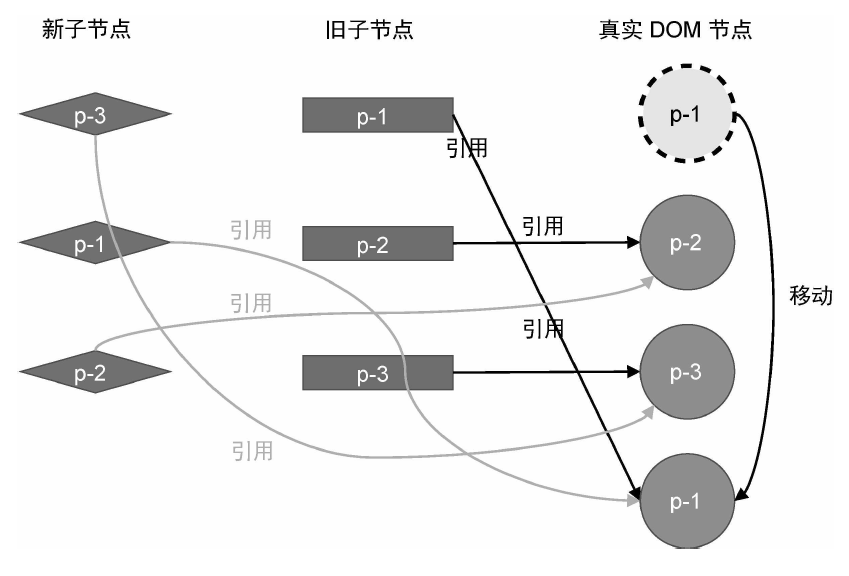 新子节点 旧子节点 真实 DOM 节点
p-3 p-1 p-1
引用
p-1 引用 p-2 引用 p-2
引用 移动
引用
p-2 p-3 p-3
引用
p-1